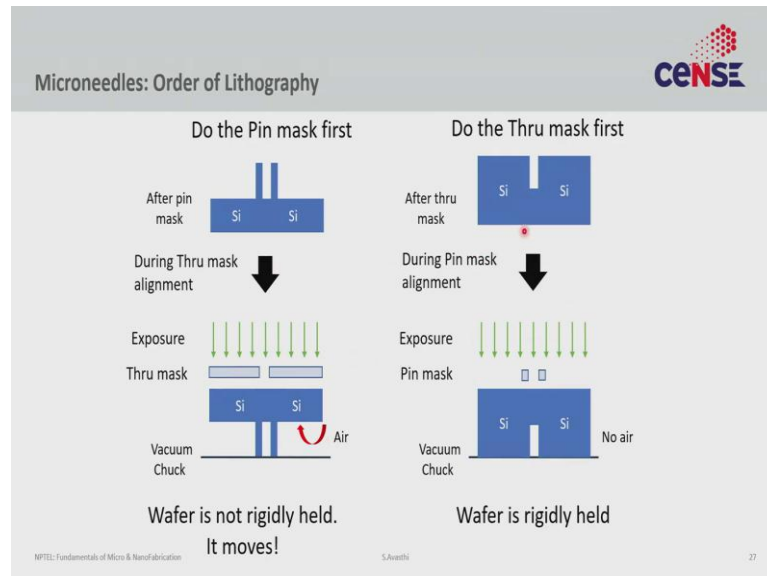 CeNSE
Microneedles: Order of Lithography
Do the Pin mask first
After pin
mask
Si
Si
During Thru mask
alignment
Exposure
Thru mask
Si
Si
Air
Vacuum
Chuck
Wafer is not rigidly held.
It moves!
Do the Thru mask first
After thru
mask
Si
Si
During Pin mask
alignment
Exposure
Pin mask
Si
Si
No air
Vacuum
Chuck
Wafer is rigidly held
NPTEL: Fundamentals of Micro & NanoFabrication
S.Avasthi
27